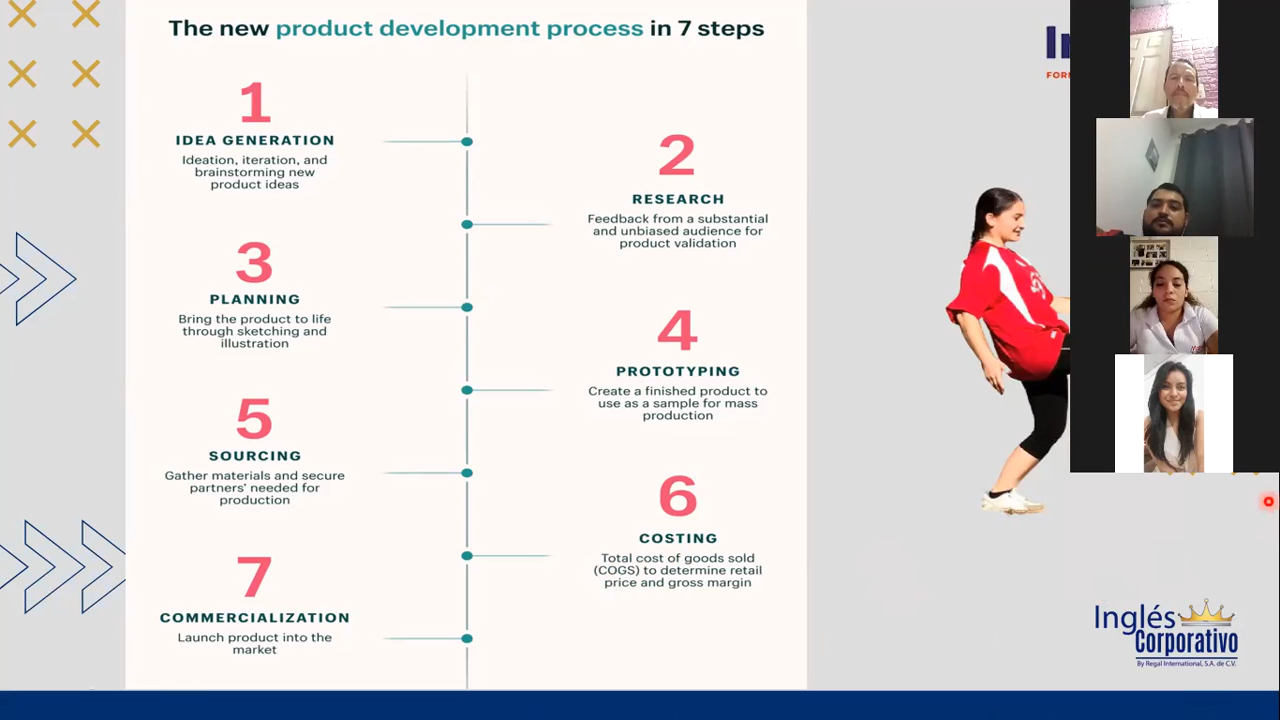 The new product development process in 7 steps
1
IDEA GENERATION
Ideation, iteration, and
brainstorming new
product ideas
2
RESEARCH
Feedback from a substantial
and unbiased audience for
product validation
3
PLANNING
Bring the product to life
through sketching and
illustration
4
PROTOTYPING
Create a finished product to
use as a sample for mass
production
5
SOURCING
Gather materials and secure
partners' needed for
production
6
COSTING
Total cost of goods sold
(COGS) to determine retail
price and gross margin
7
COMMERCIALIZATION
Launch product into the
market
Inglés
Corporativo
By Regal International, S.A. de C.V.